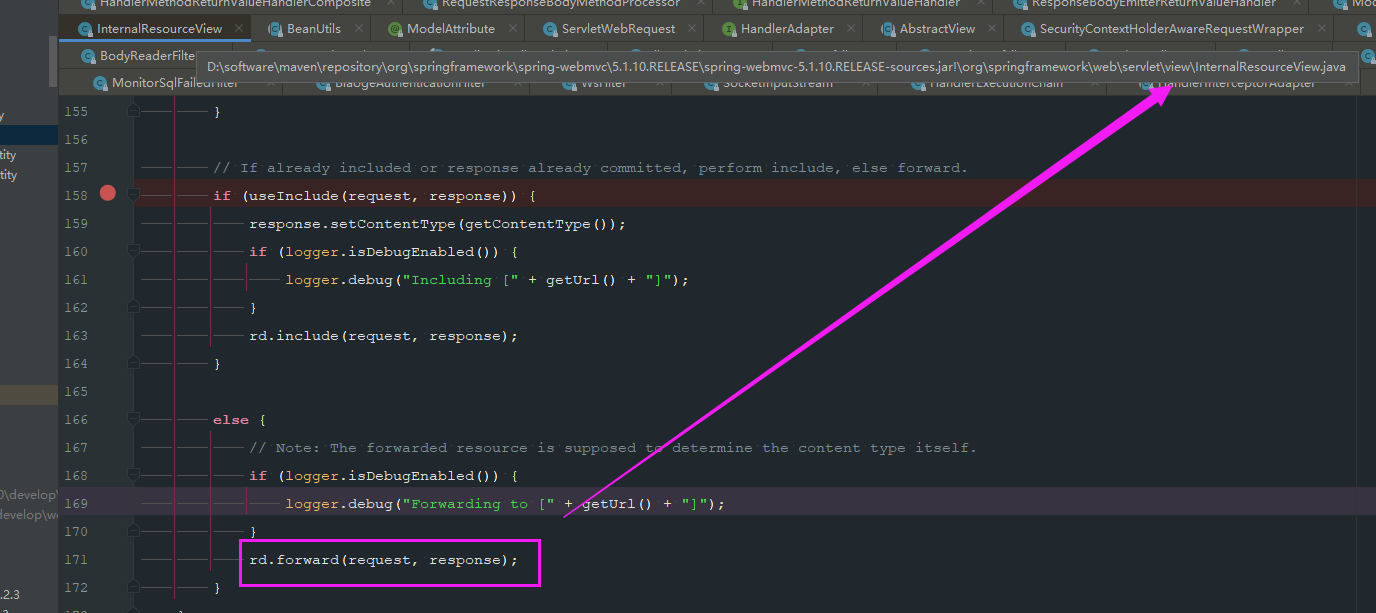 HandlerMethodReturnValueHandlerComposite RequestResponseBodyMethodProcessor HandlerMethodReturnValueHandler ResponseBodyEmitterReturnValueHandler
InternalResourceView BeanUtils ModelAttribute ServletWebRequest HandlerAdapter AbstractView SecurityContextHolderAwareRequestWrapper
BodyReaderFilte
D:\software\maven\repository\org\springframework\spring-webmvc\5.1.10.RELEASE\spring-webmvc-5.1.10.RELEASE-sources.jar!\org\springframework\web\servlet\view\InternalResourceView.java
MonitorSqlFailedFilter BiaogeAuthenticationFilter WsFilter SocketInputStream HandlerExecutionChain HandlerInterceptorAdapter
155 }
156
157 // If already included or response already committed, perform include, else forward.
158 if (useInclude(request, response)) {
159 response.setContentType(getContentType());
160 if (logger.isDebugEnabled()) {
161 logger.debug("Including [" + getUrl() + "]");
162 }
163 rd.include(request, response);
164 }
165
166 else {
167 // Note: The forwarded resource is supposed to determine the content type itself.
168 if (logger.isDebugEnabled()) {
169 logger.debug("Forwarding to [" + getUrl() + "]");
170 }
171 rd.forward(request, response);
172 }
y
tity
tity
0\develop\
develop\we
.2.3